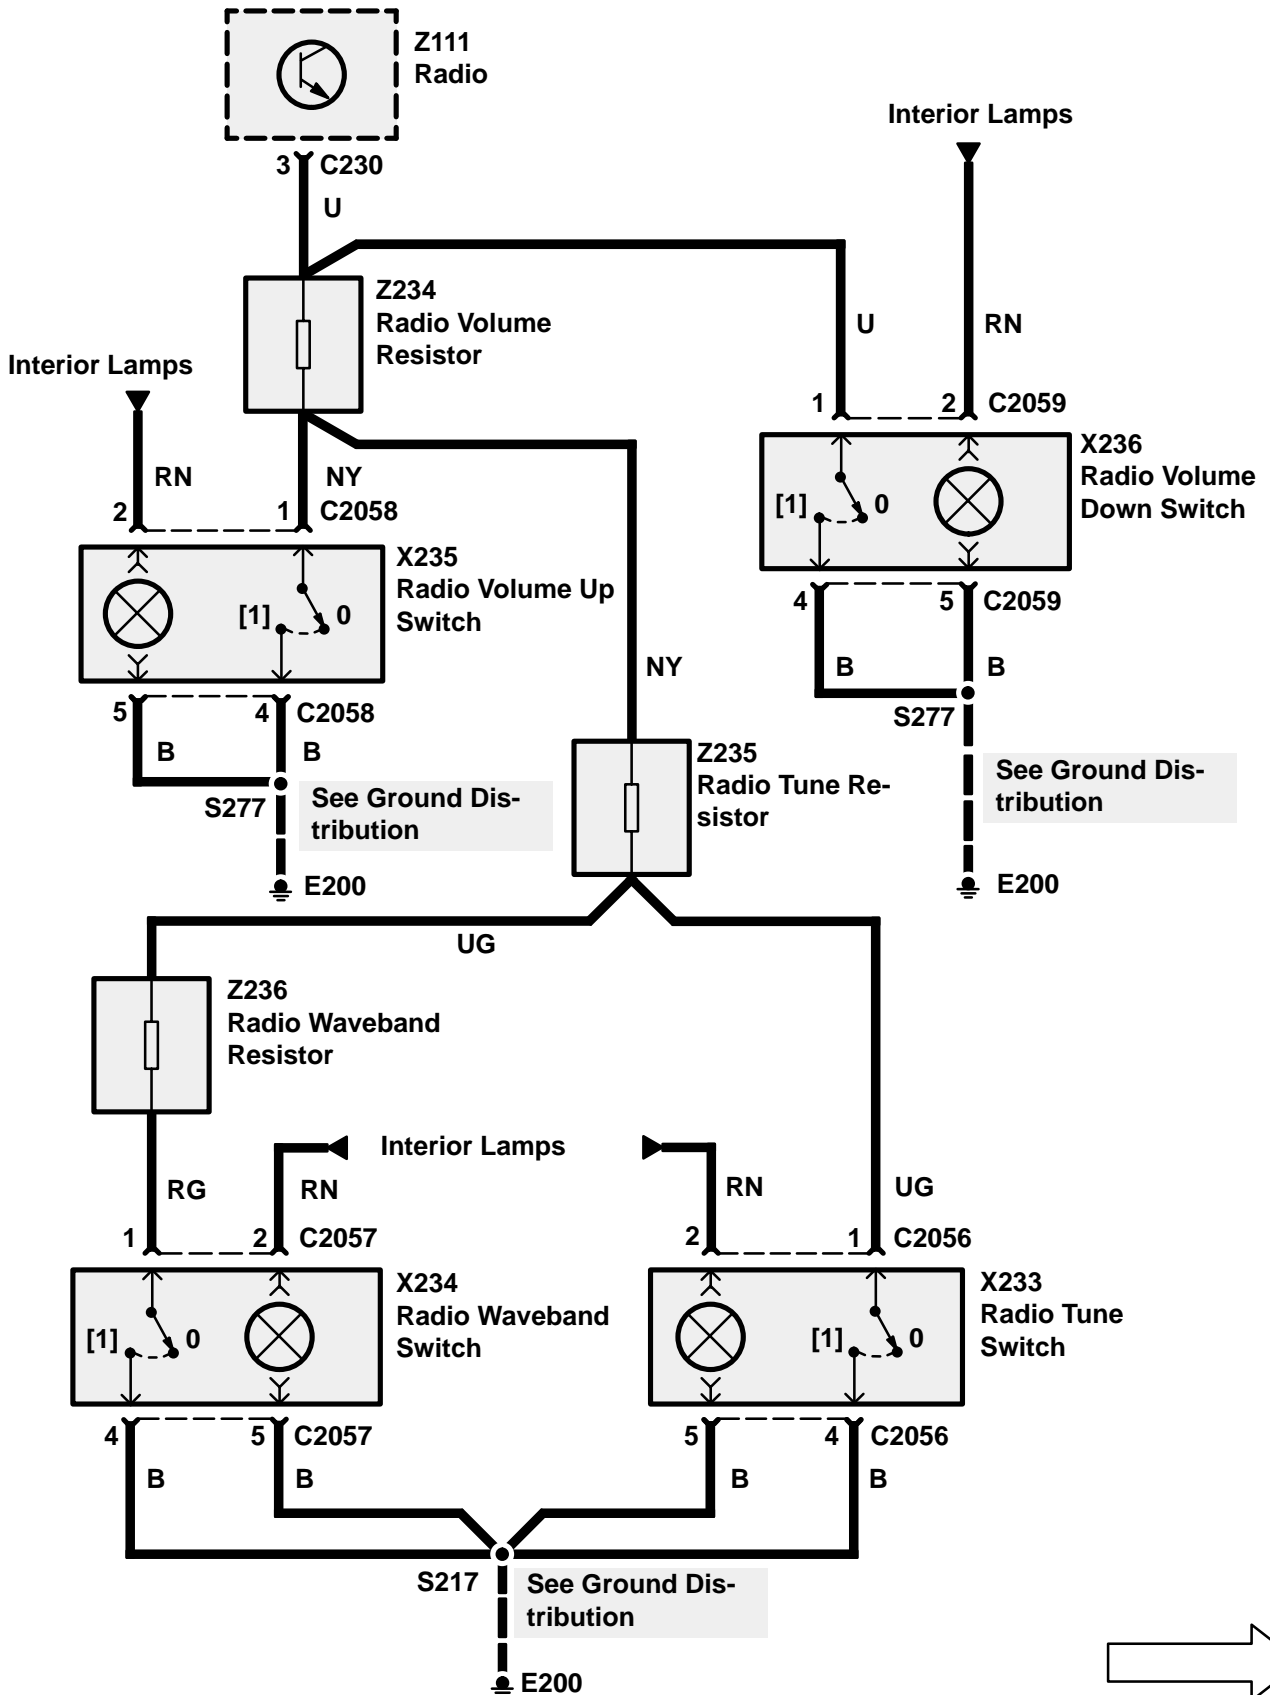 Z111
Radio
Interior Lamps
3 C230
U
Z234
Radio Volume
Resistor
U RN
Interior Lamps
1 2 C2059
RN NY
2 1 C2058
X236
Radio Volume
Down Switch
[1] 0
X235
Radio Volume Up
Switch
[1] 0
4 5 C2059
B B
S277
NY
5 4 C2058
B B
S277
See Ground Dis-
tribution
E200
Z235
Radio Tune Re-
sistor
See Ground Dis-
tribution
E200
UG
Z236
Radio Waveband
Resistor
Interior Lamps
RG RN
RN UG
1 2 C2057
2 1 C2056
X234
Radio Waveband
Switch
[1] 0
X233
Radio Tune
Switch
[1] 0
4 5 C2057
5 4 C2056
B B
B B
S217
See Ground Dis-
tribution
E200